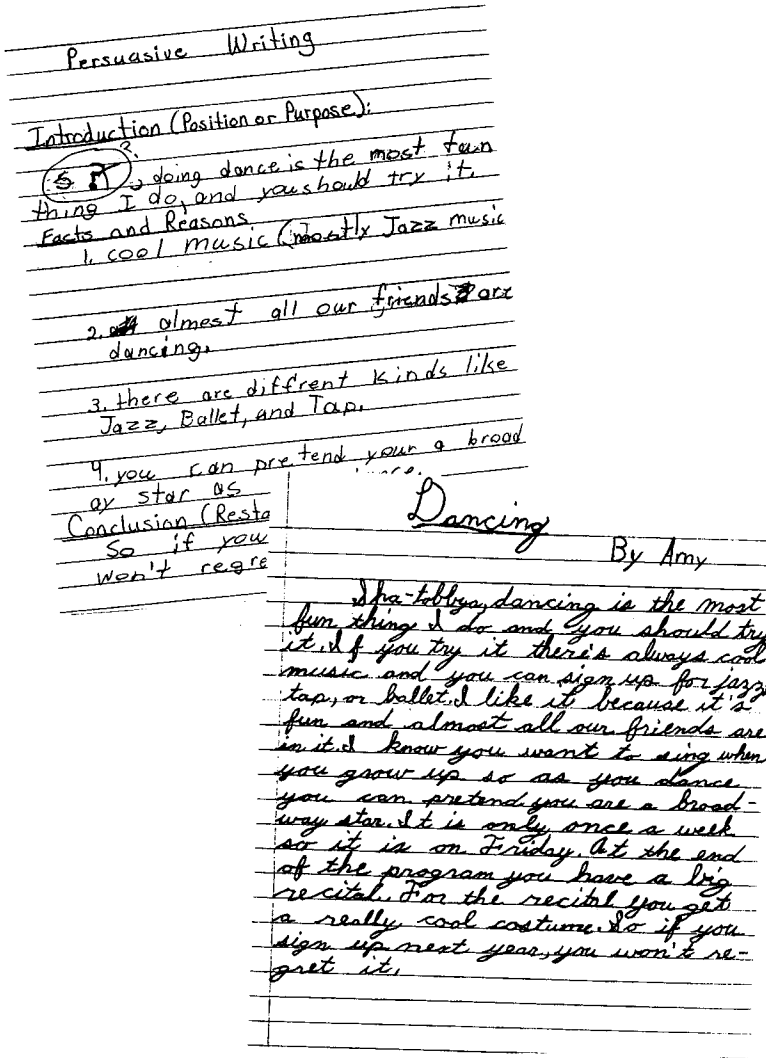 Persuasive Writing
Introduction (Position or Purpose):
?
, doing dance is the most fun
thing I do, and you should try it.
Facts and Reasons
1. cool music (mostly Jazz music
2. almost all our friends are
dancing.
3. there are diffrent kinds like
Jazz, Ballet, and Tap.
4. you can pretend your a broad
ay star as
Conclusion (Resta
So if you
won't regre
Dancing
By Amy
dancing is the most
fun thing I do and you should try
it. If you try it there's always cool
music and you can sign up for jazz,
tap, or ballet. I like it because it's
fun and almost all our friends are
in it. I know you want to sing when
you grow up so as you dance
you can pretend you are a broad-
way star. It is only once a week
so it is on Friday. At the end
of the program you have a big
recital. For the recital you get
a really cool costume. So if you
sign up next year, you won't re-
gret it.